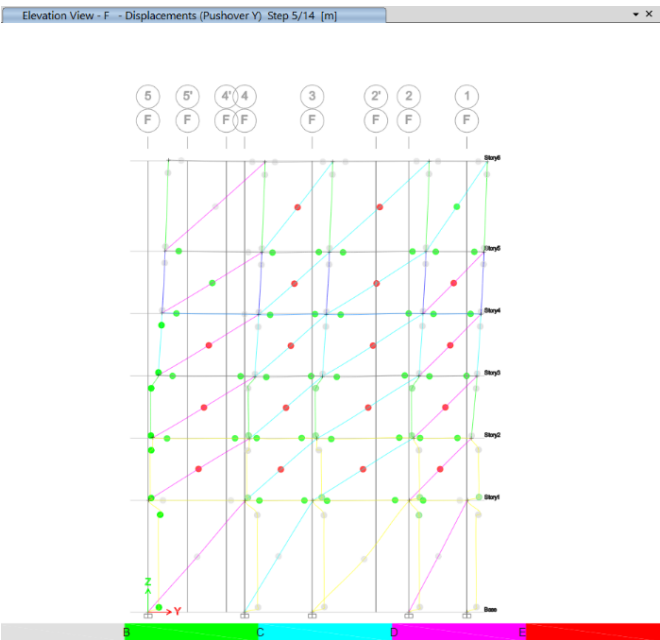 Elevation View - F - Displacements (Pushover Y) Step 5/14 [m]
5 5' 4' 4 3 2' 2 1
F F F F F F F F
Story6
Story5
Story4
Story3
Story2
Story1
Z
Y
Base
B C D E